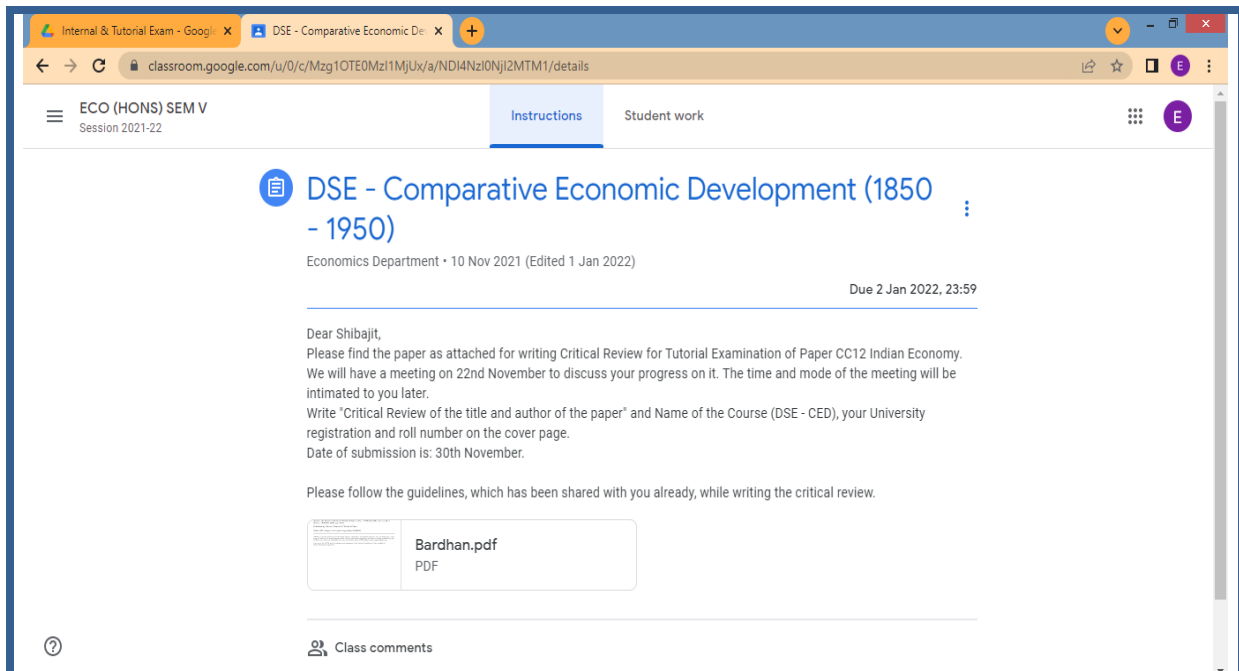 Internal & Tutorial Exam - Google
DSE - Comparative Economic De
classroom.google.com/u/0/c/Mzg1OTE0MzI1MjUx/a/NDI4NzI0NjI2MTM1/details
E
ECO (HONS) SEM V
Session 2021-22
Instructions
Student work
E
DSE - Comparative Economic Development (1850
- 1950)
Economics Department • 10 Nov 2021 (Edited 1 Jan 2022)
Due 2 Jan 2022, 23:59
Dear Shibajit,
Please find the paper as attached for writing Critical Review for Tutorial Examination of Paper CC12 Indian Economy.
We will have a meeting on 22nd November to discuss your progress on it. The time and mode of the meeting will be
intimated to you later.
Write "Critical Review of the title and author of the paper" and Name of the Course (DSE - CED), your University
registration and roll number on the cover page.
Date of submission is: 30th November.
Please follow the guidelines, which has been shared with you already, while writing the critical review.
Bardhan.pdf
PDF
Class comments